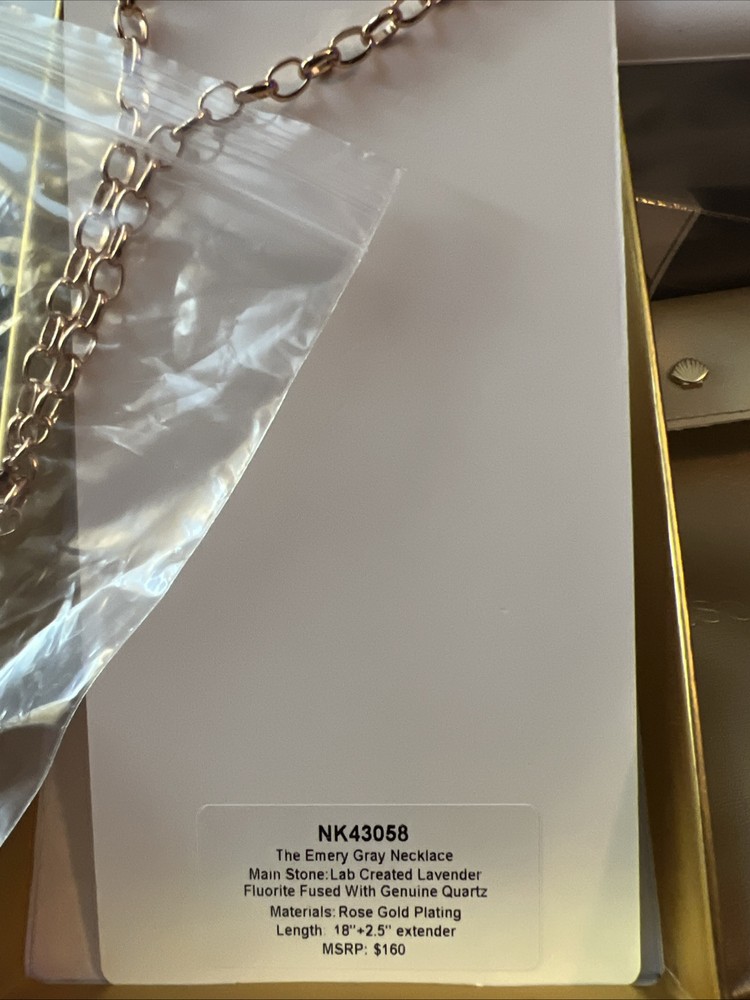 NK43058
The Emery Gray Necklace
Main Stone:Lab Created Lavender
Fluorite Fused With Genuine Quartz
Materials: Rose Gold Plating
Length: 18"+2.5" extender
MSRP: $160